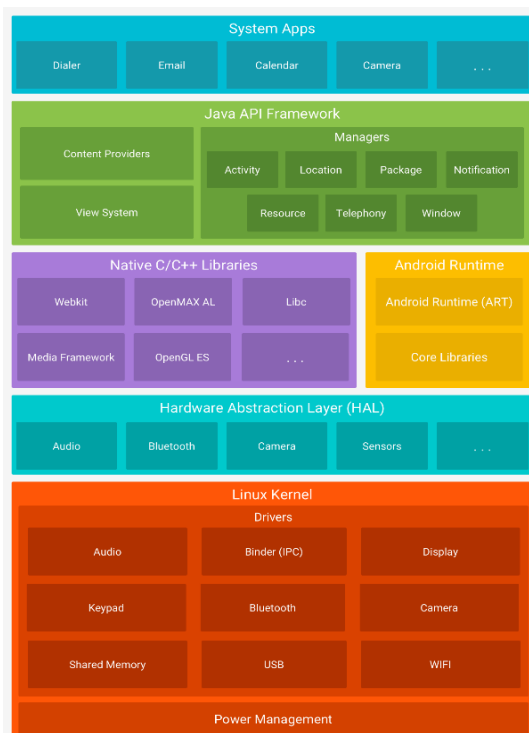 System Apps
Dialer
Email
Calendar
Camera
. . .
Java API Framework
Content Providers
View System
Managers
Activity
Location
Package
Notification
Resource
Telephony
Window
Native C/C++ Libraries
Webkit
OpenMAX AL
Libc
Media Framework
OpenGL ES
. . .
Android Runtime
Android Runtime (ART)
Core Libraries
Hardware Abstraction Layer (HAL)
Audio
Bluetooth
Camera
Sensors
. . .
Linux Kernel
Drivers
Audio
Binder (IPC)
Display
Keypad
Bluetooth
Camera
Shared Memory
USB
WIFI
Power Management